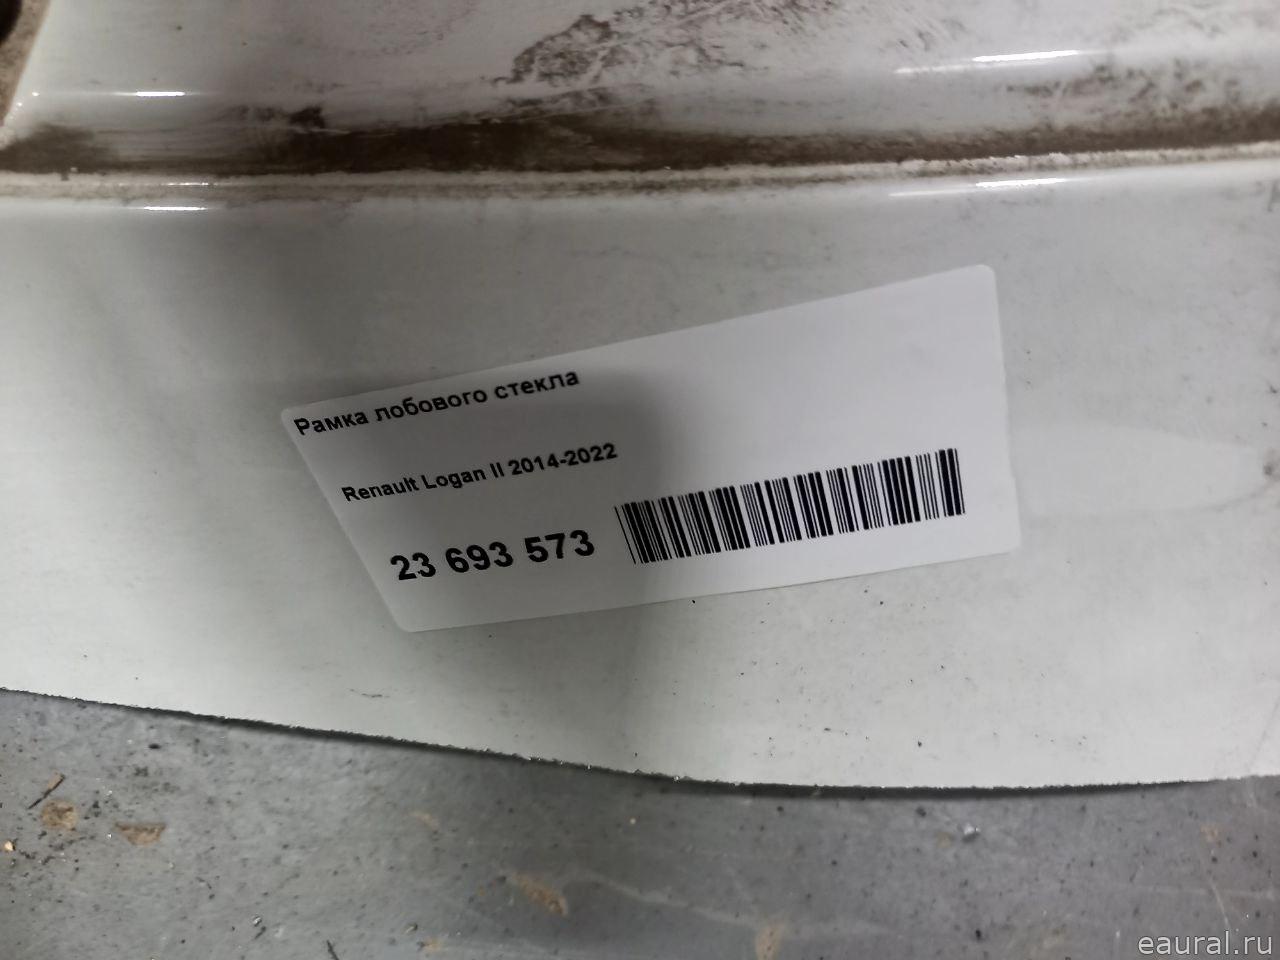 Рамка лобового стекла
Renault Logan II 2014-2022
23 693 573
eaural.ru